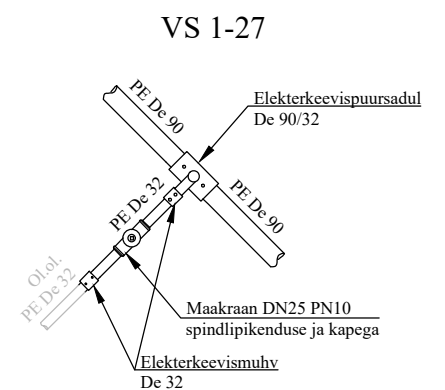 VS 1-27
PE De 90
Elekterkeevispuursadul
De 90/32
PE De 32
PE De 90
Ol.ol.
PE De 32
Maakraan DN25 PN10
spindlipikenduse ja kapega
Elekterkeevismuhv
De 32